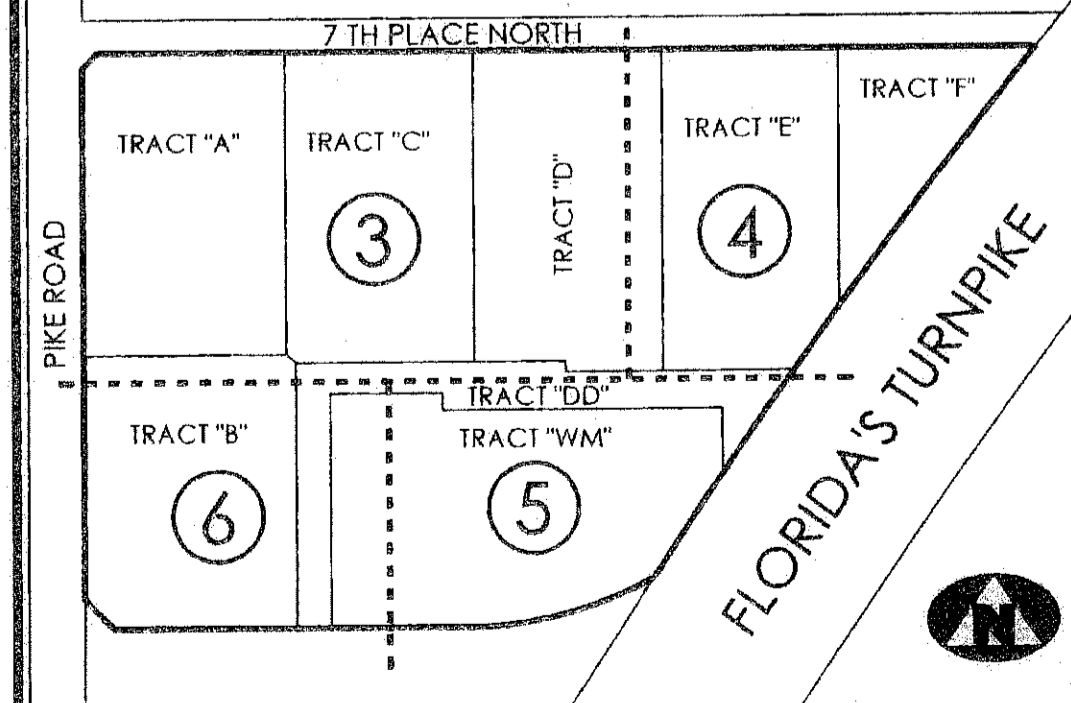 7 TH PLACE NORTH
TRACT "A"
TRACT "C"
TRACT "D"
TRACT "E"
TRACT "F"
3
4
PIKE ROAD
FLORIDA'S TURNPIKE
TRACT "DD"
TRACT "B"
TRACT "WM"
6
5
N